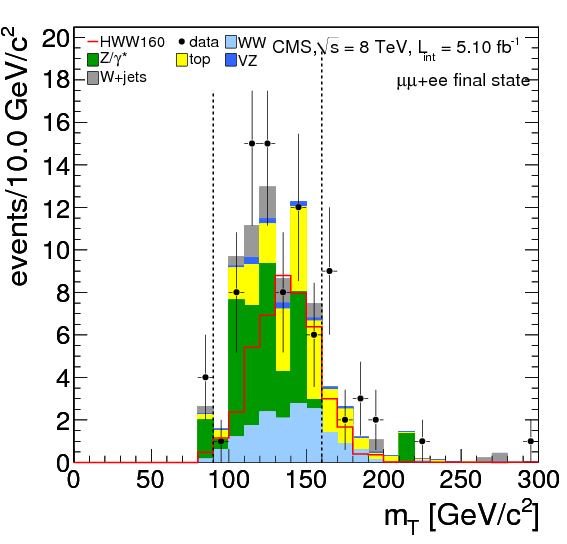 HWW160 data WW
Z/γ* top VZ
W+jets
CMS,√s = 8 TeV, L_int = 5.10 fb⁻¹
μμ+ee final state
events/10.0 GeV/c²
20
18
16
14
12
10
8
6
4
2
0
0 50 100 150 200 250 300
m_T [GeV/c²]